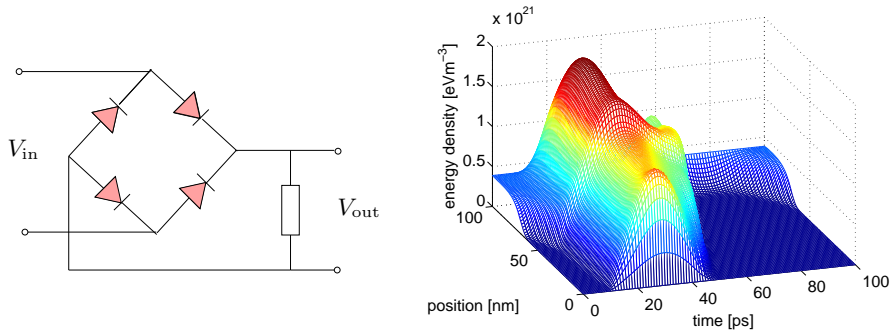 V_in
V_out
x 10^21
2
1.5
1
0.5
0
energy density [eVm^−3]
100
50
0
position [nm]
0
20
40
60
80
100
time [ps]